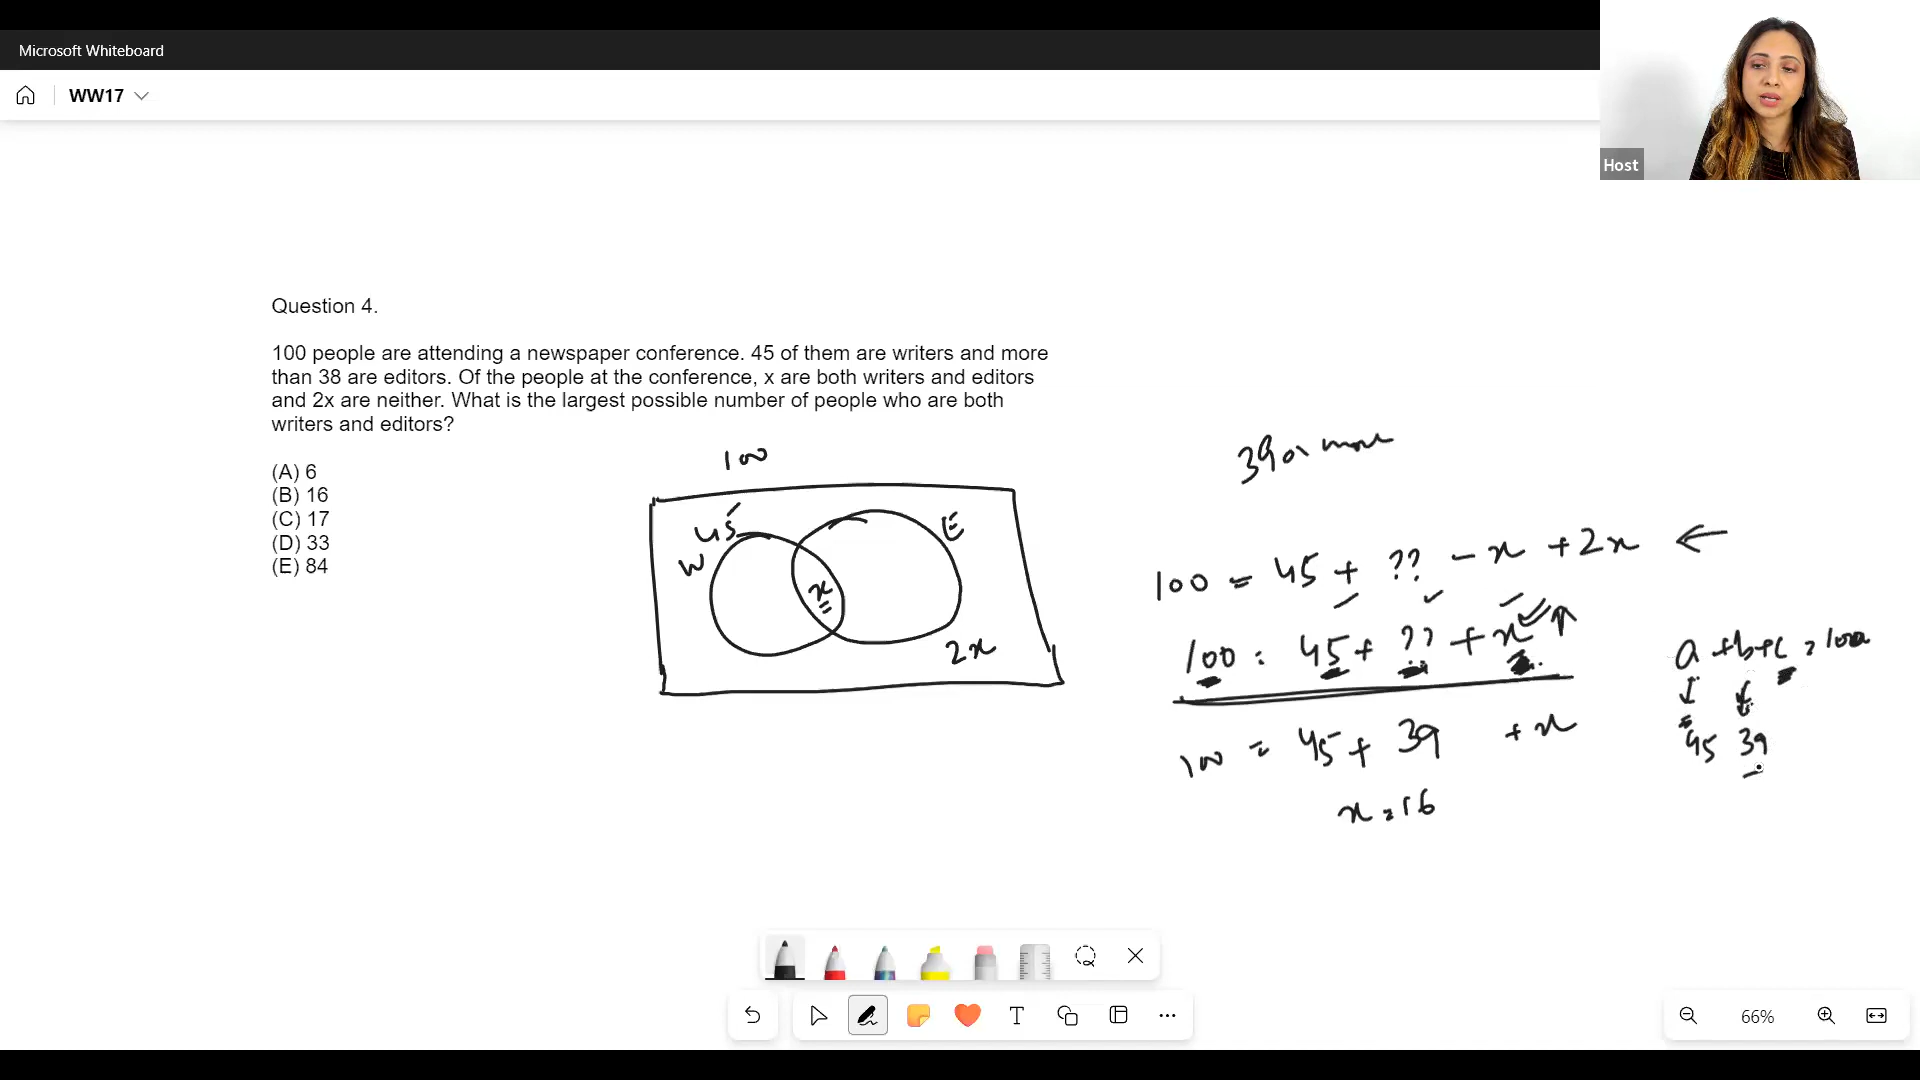 Microsoft Whiteboard
WW17
Host
Question 4.
100 people are attending a newspaper conference. 45 of them are writers and more
than 38 are editors. Of the people at the conference, x are both writers and editors
and 2x are neither. What is the largest possible number of people who are both
writers and editors?
(A) 6
(B) 16
(C) 17
(D) 33
(E) 84
100
45
W
E
x
2x
39 or more
100 = 45 + ?? - x + 2x
100 = 45 + ?? + x
100 = 45 + 39 + x
x = 16
a + b + c = 100
45 39
66%